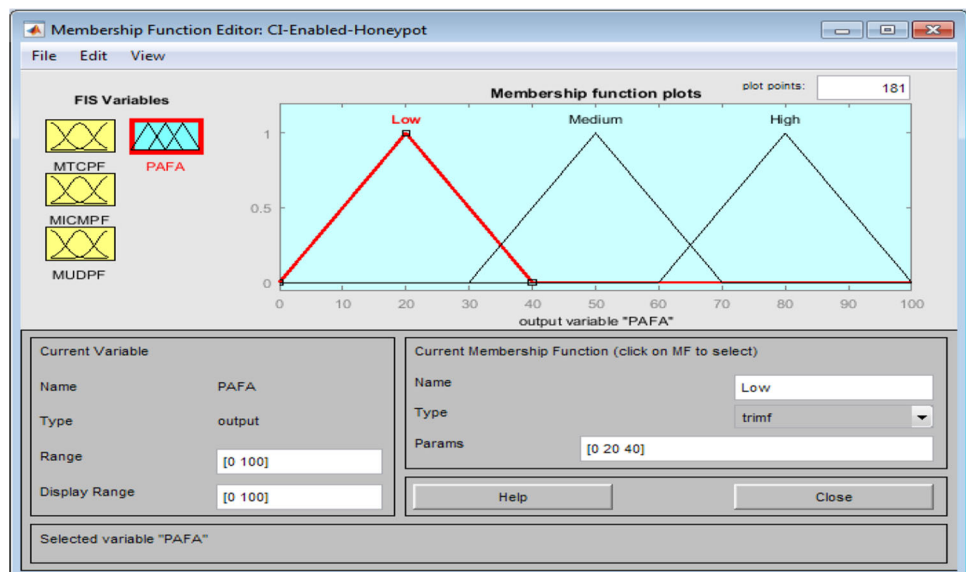 Membership Function Editor: CI-Enabled-Honeypot
File Edit View
FIS Variables
MTCPF
PAFA
MICMPF
MUDPF
Membership function plots
plot points:
181
Low
Medium
High
1
0.5
0
0 10 20 30 40 50 60 70 80 90 100
output variable "PAFA"
Current Variable
Name PAFA
Type output
Range [0 100]
Display Range [0 100]
Current Membership Function (click on MF to select)
Name Low
Type trimf
Params [0 20 40]
Help
Close
Selected variable "PAFA"